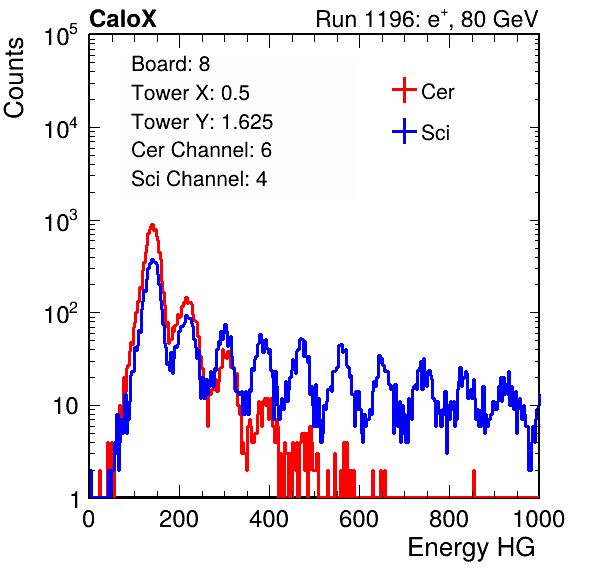 CaloX Run 1196: e⁺, 80 GeV
Counts
10⁵
10⁴
10³
10²
10
1
Board: 8
Tower X: 0.5
Tower Y: 1.625
Cer Channel: 6
Sci Channel: 4
Cer
Sci
0 200 400 600 800 1000
Energy HG